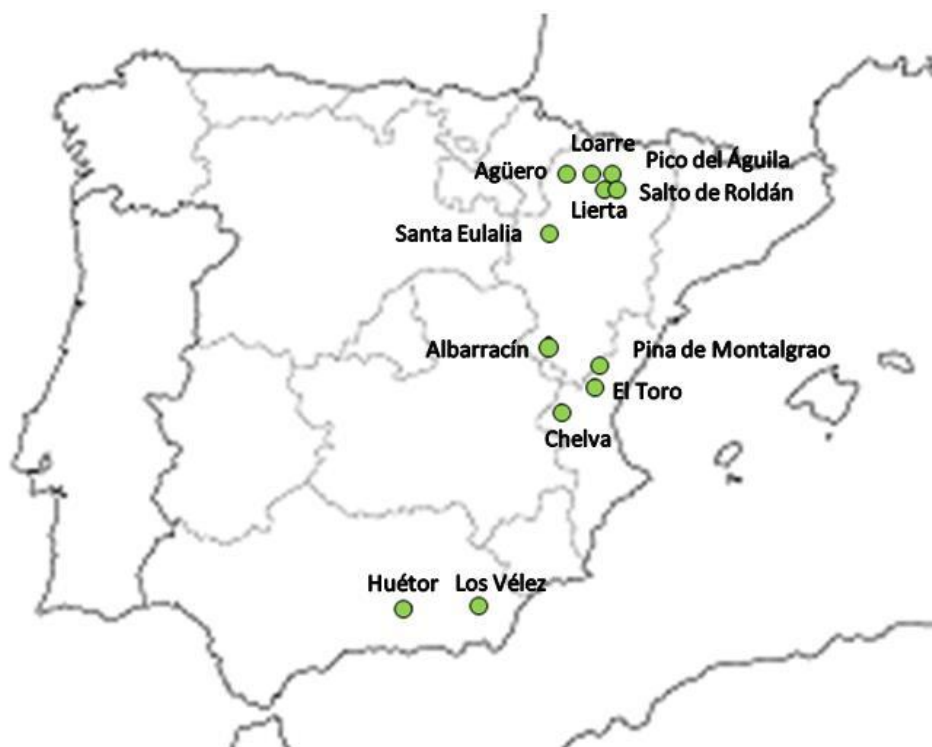 Loarre
Agüero
Pico del Águila
Salto de Roldán
Lierta
Santa Eulalia
Albarracín
Pina de Montalgrao
El Toro
Chelva
Huétor
Los Vélez